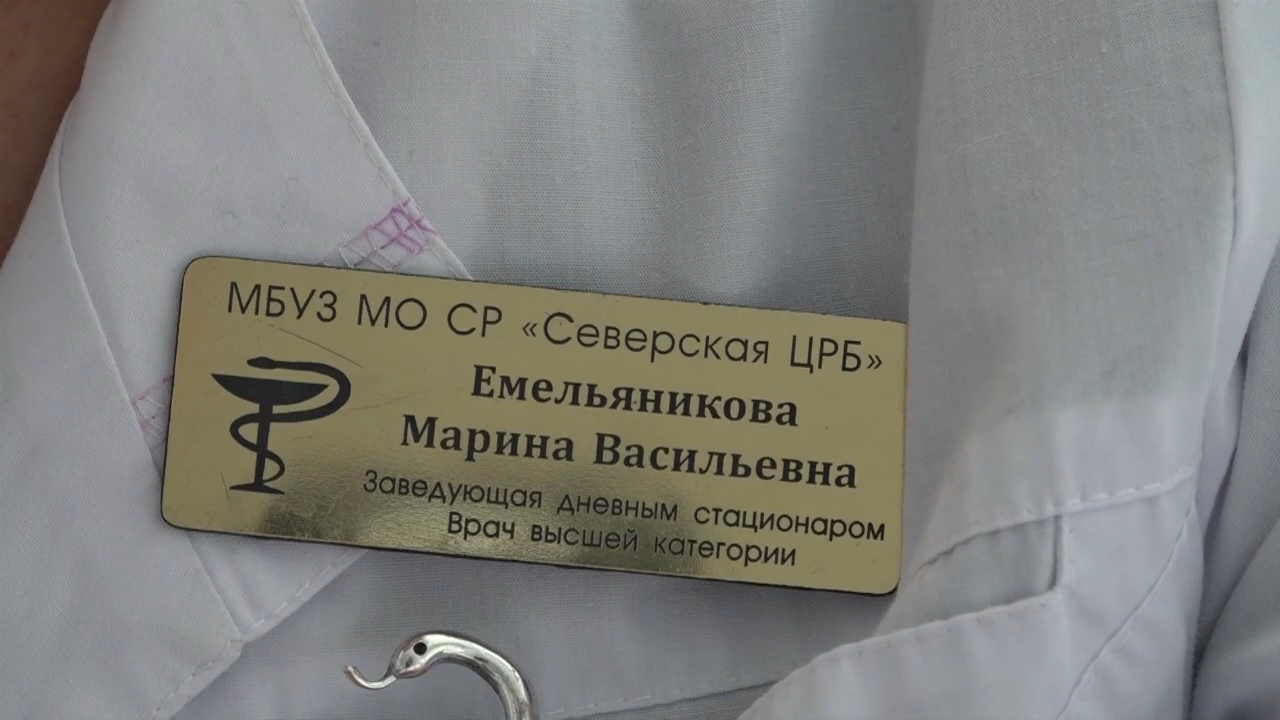 МБУЗ МО СР «Северская ЦРБ»
Емельяникова
Марина Васильевна
Заведующая дневным стационаром
Врач высшей категории